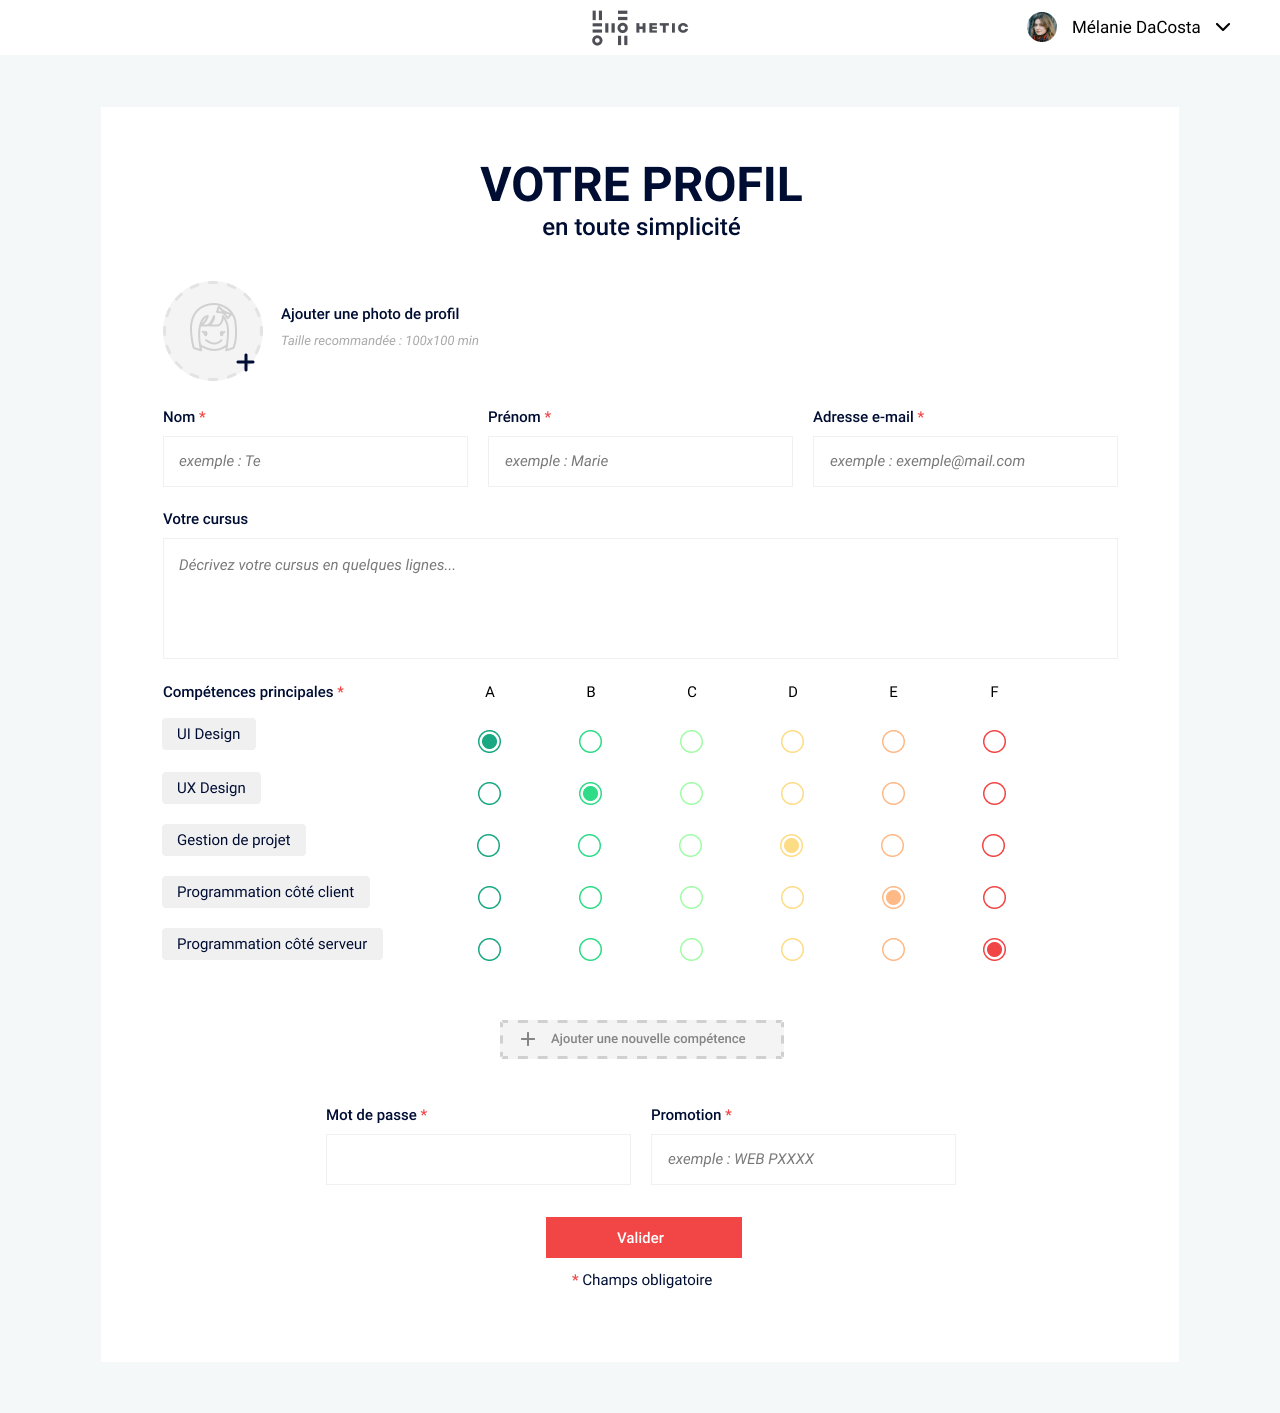 HETIC
Mélanie DaCosta
VOTRE PROFIL
en toute simplicité
Ajouter une photo de profil
Taille recommandée : 100x100 min
Nom * Prénom * Adresse e-mail *
exemple : Te exemple : Marie exemple : exemple@mail.com
Votre cursus
Décrivez votre cursus en quelques lignes...
Compétences principales * A B C D E F
UI Design
UX Design
Gestion de projet
Programmation côté client
Programmation côté serveur
Ajouter une nouvelle compétence
Mot de passe * Promotion *
exemple : WEB PXXXX
Valider
* Champs obligatoire